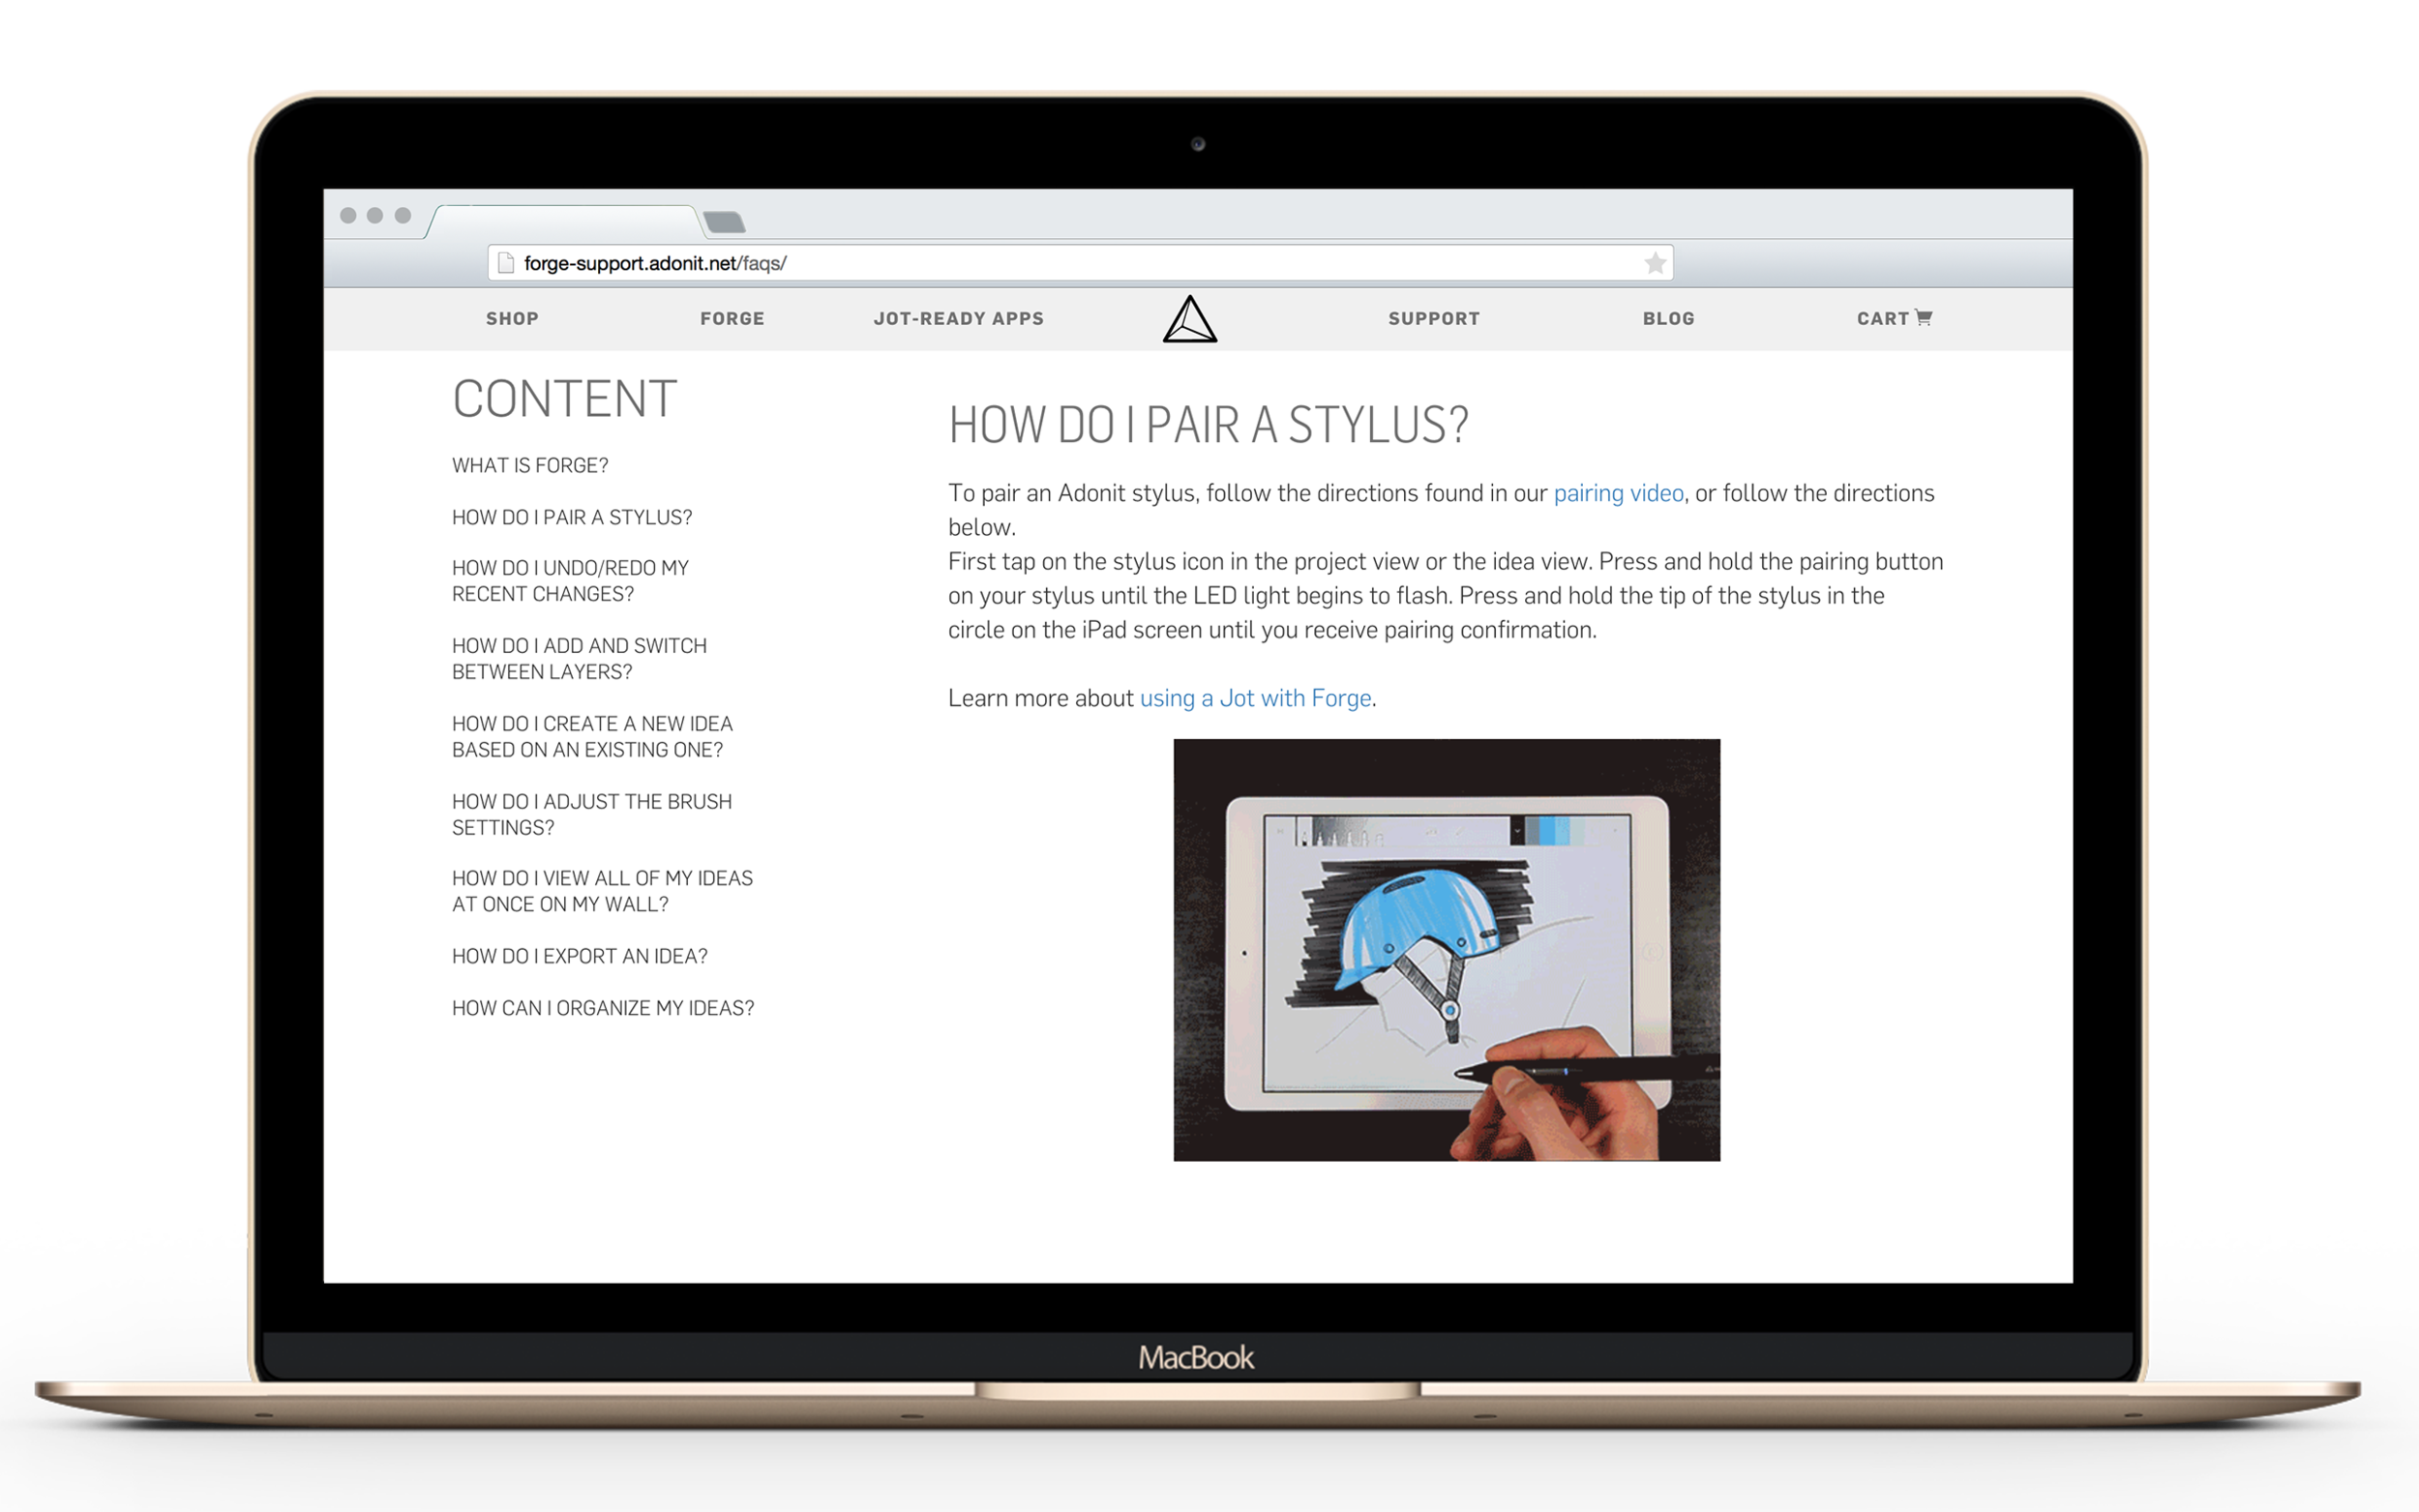 forge-support.adonit.net/faqs/
SHOP FORGE JOT-READY APPS SUPPORT BLOG CART
CONTENT
WHAT IS FORGE?
HOW DO I PAIR A STYLUS?
HOW DO I UNDO/REDO MY
RECENT CHANGES?
HOW DO I ADD AND SWITCH
BETWEEN LAYERS?
HOW DO I CREATE A NEW IDEA
BASED ON AN EXISTING ONE?
HOW DO I ADJUST THE BRUSH
SETTINGS?
HOW DO I VIEW ALL OF MY IDEAS
AT ONCE ON MY WALL?
HOW DO I EXPORT AN IDEA?
HOW CAN I ORGANIZE MY IDEAS?
HOW DO I PAIR A STYLUS?
To pair an Adonit stylus, follow the directions found in our pairing video, or follow the directions
below.
First tap on the stylus icon in the project view or the idea view. Press and hold the pairing button
on your stylus until the LED light begins to flash. Press and hold the tip of the stylus in the
circle on the iPad screen until you receive pairing confirmation.
Learn more about using a Jot with Forge.
MacBook